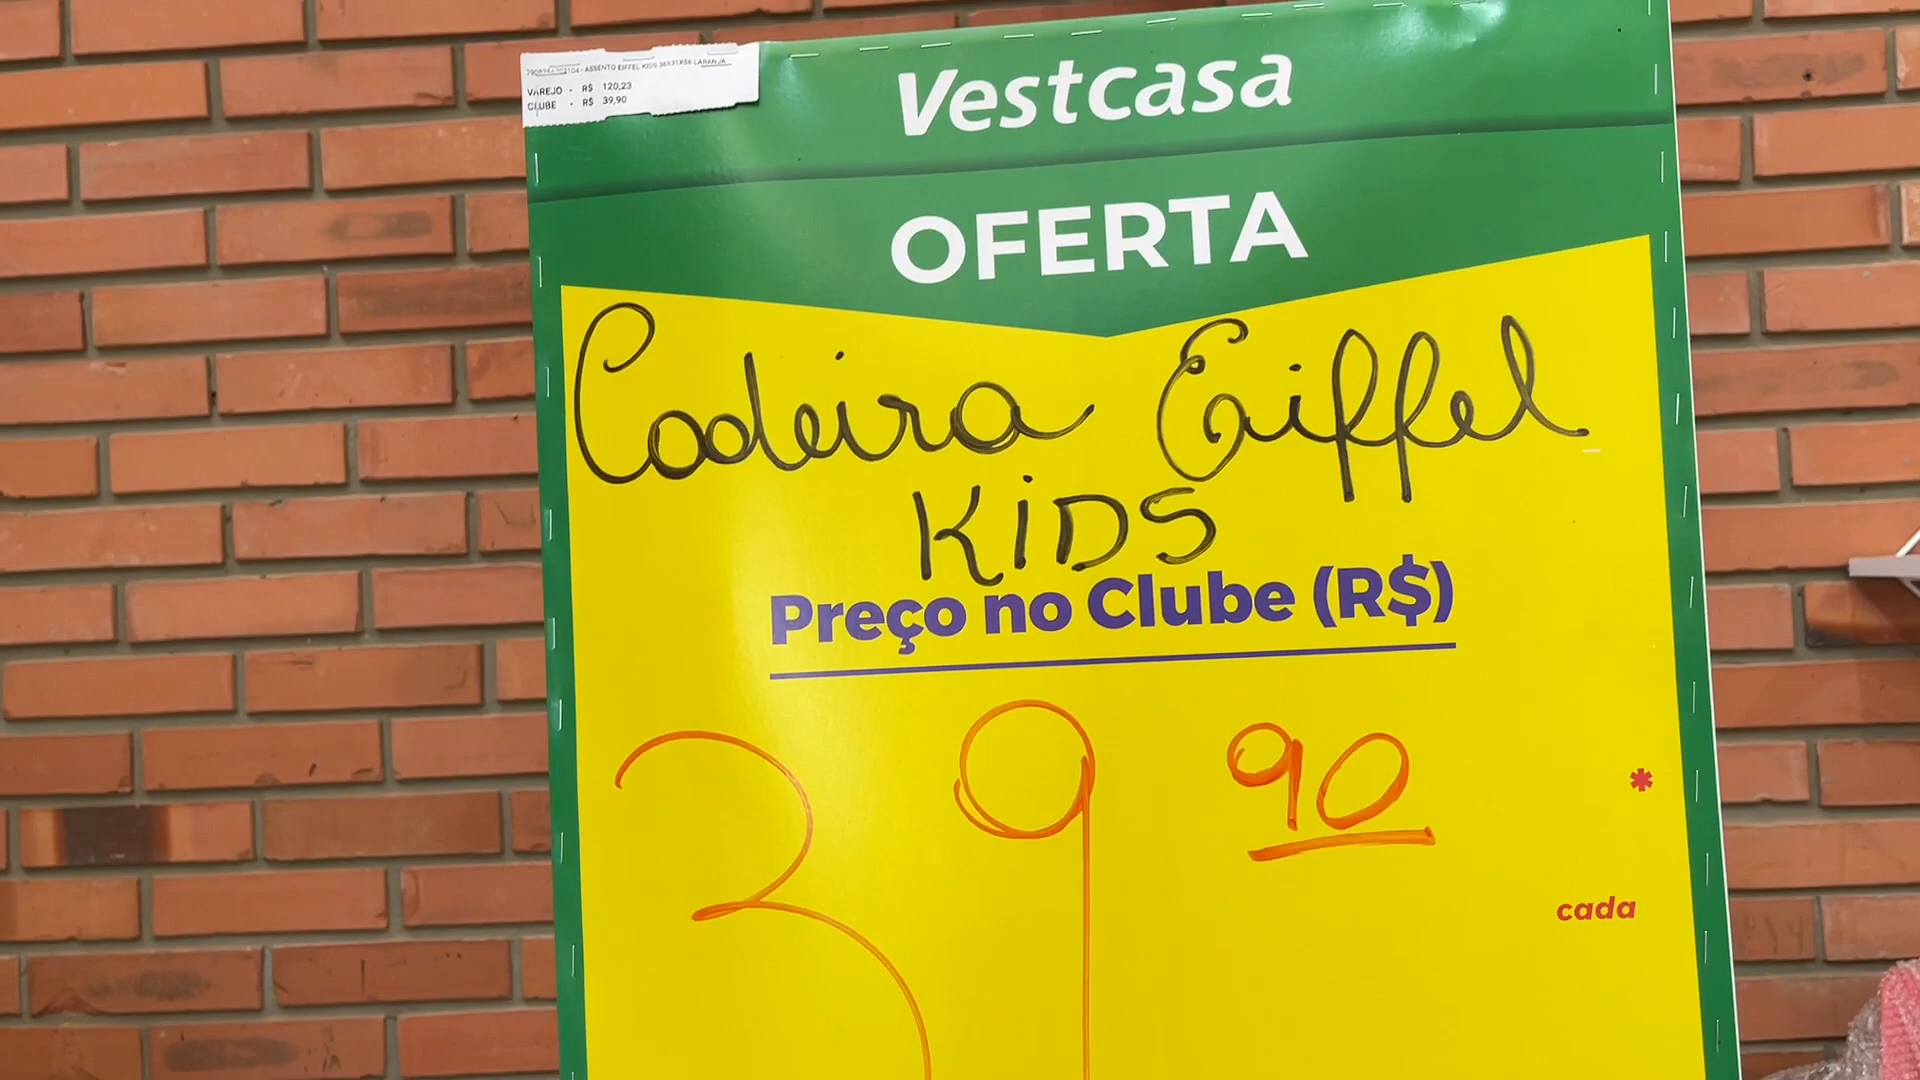 ASSENTO EIFFEL KIDS 36X31X56 LARANJA
VAREJO - R$ 120,23
CLUBE - R$ 39,90
Vestcasa
OFERTA
Cadeira Eiffel
KiDS
Preço no Clube (R$)
39 90
*
cada